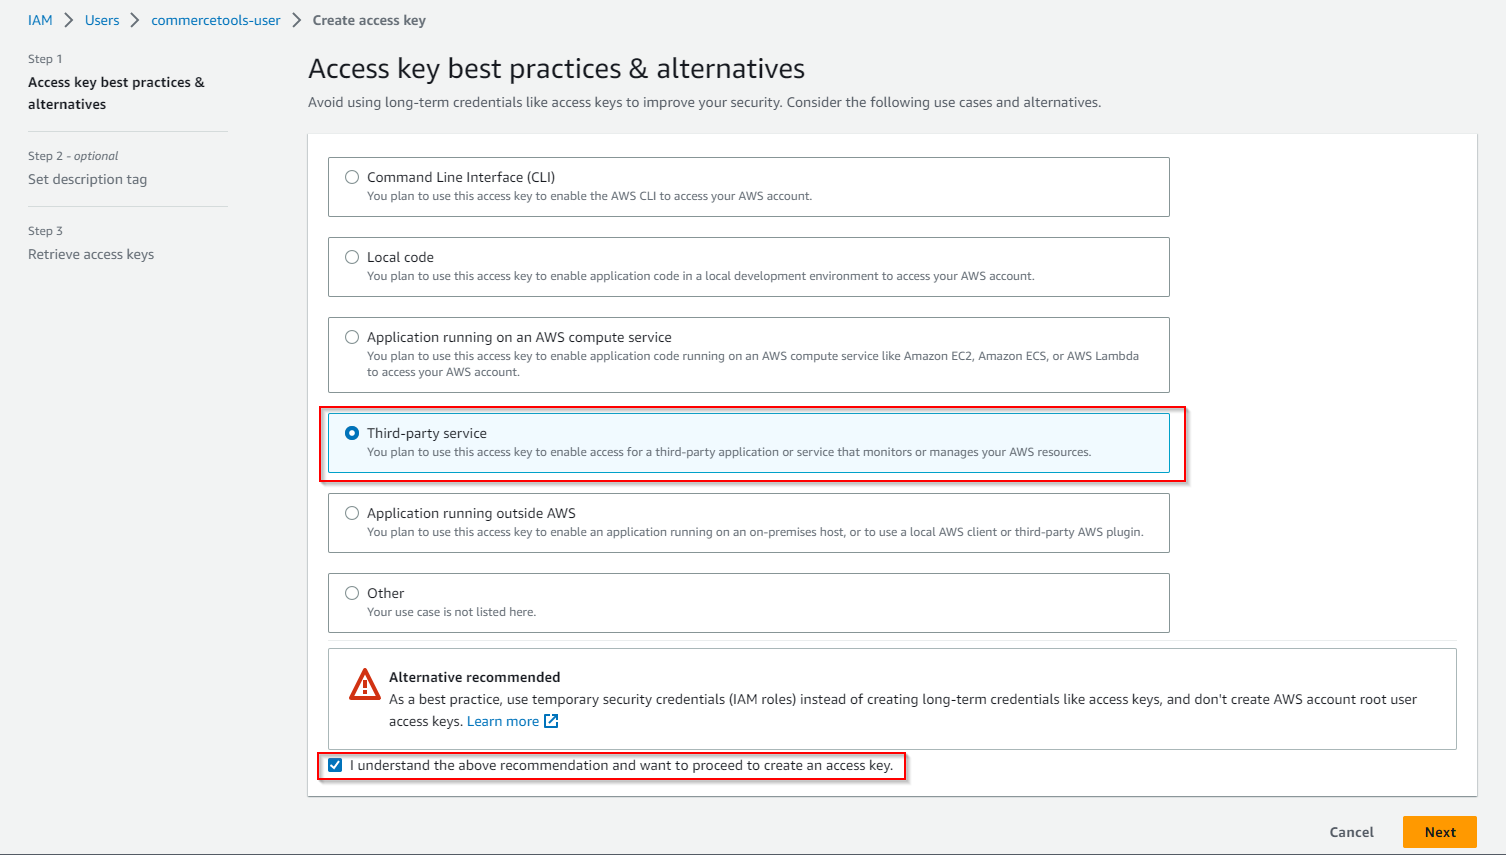 IAM > Users > commercetools-user > Create access key
Step 1
Access key best practices &
alternatives
Step 2 - optional
Set description tag
Step 3
Retrieve access keys
Access key best practices & alternatives
Avoid using long-term credentials like access keys to improve your security. Consider the following use cases and alternatives.
Command Line Interface (CLI)
You plan to use this access key to enable the AWS CLI to access your AWS account.
Local code
You plan to use this access key to enable application code in a local development environment to access your AWS account.
Application running on an AWS compute service
You plan to use this access key to enable application code running on an AWS compute service like Amazon EC2, Amazon ECS, or AWS Lambda
to access your AWS account.
Third-party service
You plan to use this access key to enable access for a third-party application or service that monitors or manages your AWS resources.
Application running outside AWS
You plan to use this access key to enable an application running on an on-premises host, or to use a local AWS client or third-party AWS plugin.
Other
Your use case is not listed here.
Alternative recommended
As a best practice, use temporary security credentials (IAM roles) instead of creating long-term credentials like access keys, and don't create AWS account root user
access keys. Learn more
I understand the above recommendation and want to proceed to create an access key.
Cancel
Next